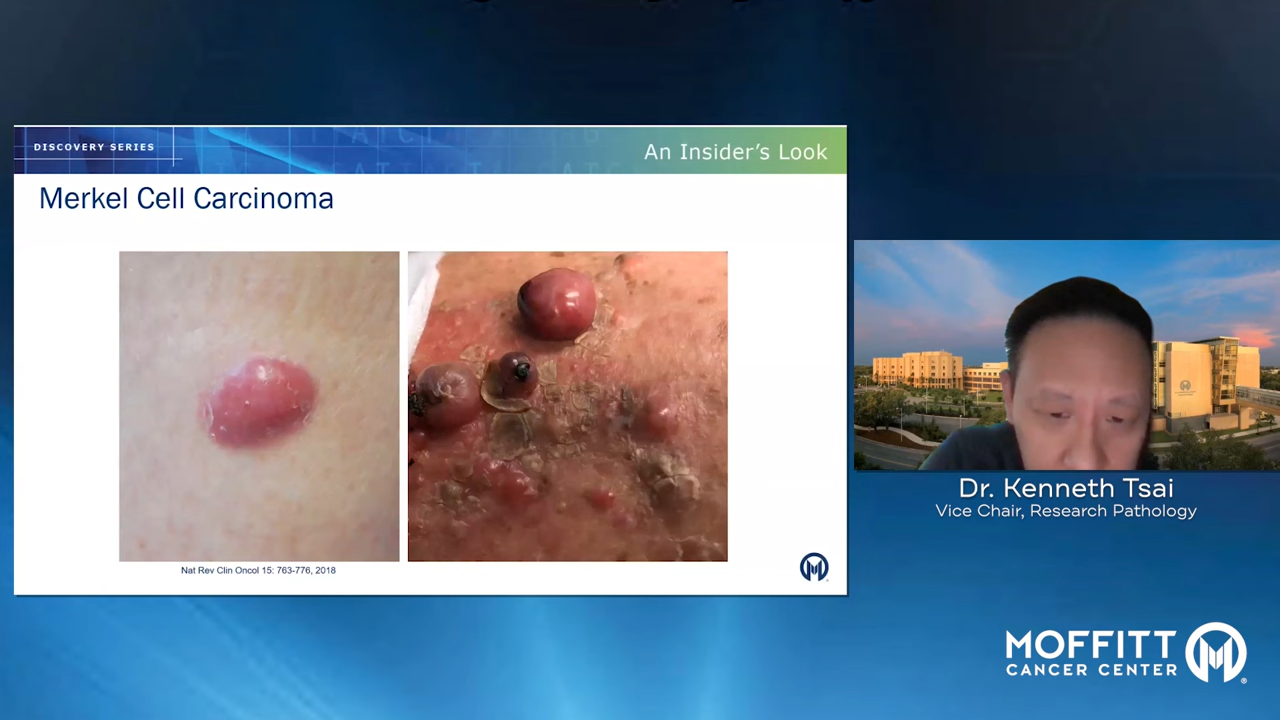 DISCOVERY SERIES
An Insider's Look
Merkel Cell Carcinoma
Nat Rev Clin Oncol 15: 763-776, 2018
Dr. Kenneth Tsai
Vice Chair, Research Pathology
MOFFITT
CANCER CENTER